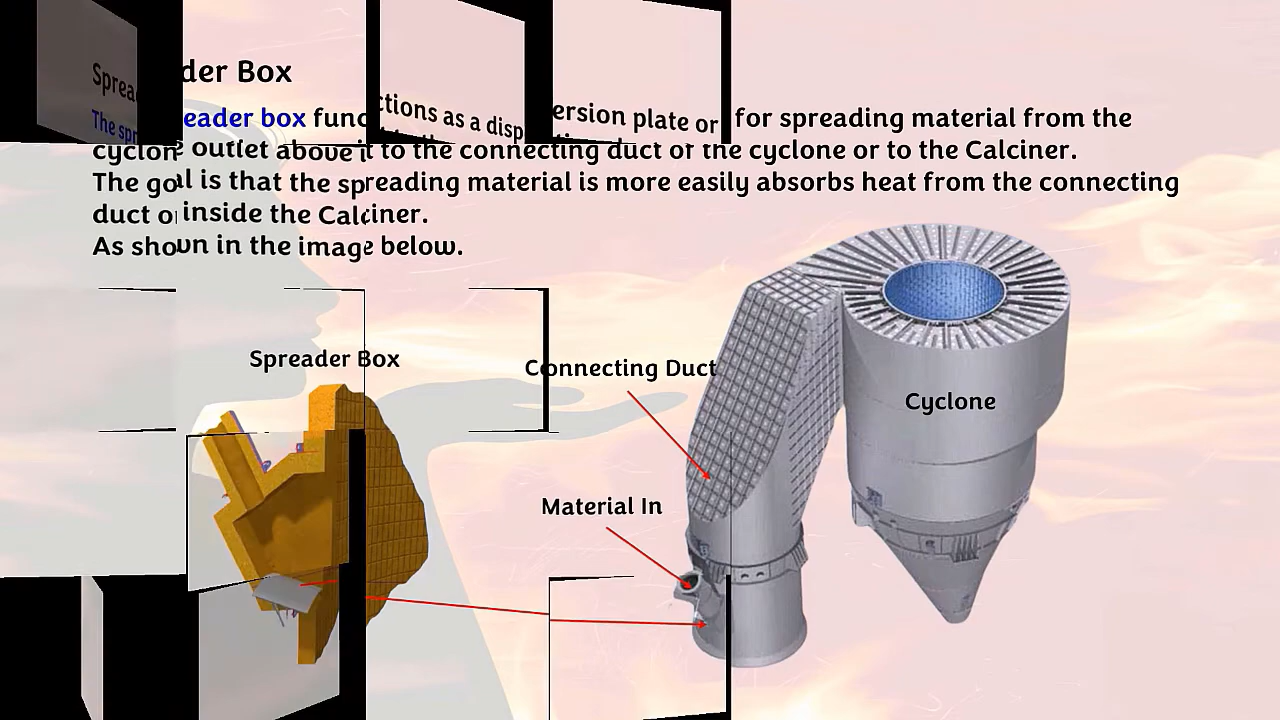 Spreader Box
The spreader box functions as a dispersion plate or for spreading material from the
cyclone outlet above it to the connecting duct of the cyclone or to the Calciner.
The goal is that the spreading material is more easily absorbs heat from the connecting
duct or inside the Calciner.
As shown in the image below.
Spreader Box
Connecting Duct
Cyclone
Material In